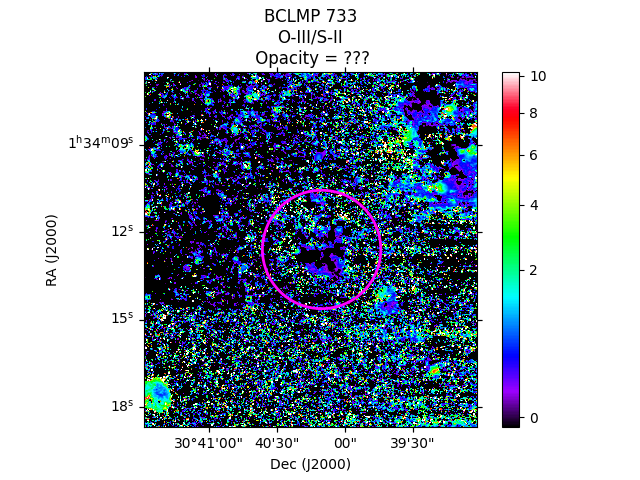 BCLMP 733
O-III/S-II
Opacity = ???
RA (J2000)
1ʰ34ᵐ09ˢ
12ˢ
15ˢ
18ˢ
30°41'00" 40'30" 00" 39'30"
Dec (J2000)
10
8
6
4
2
0